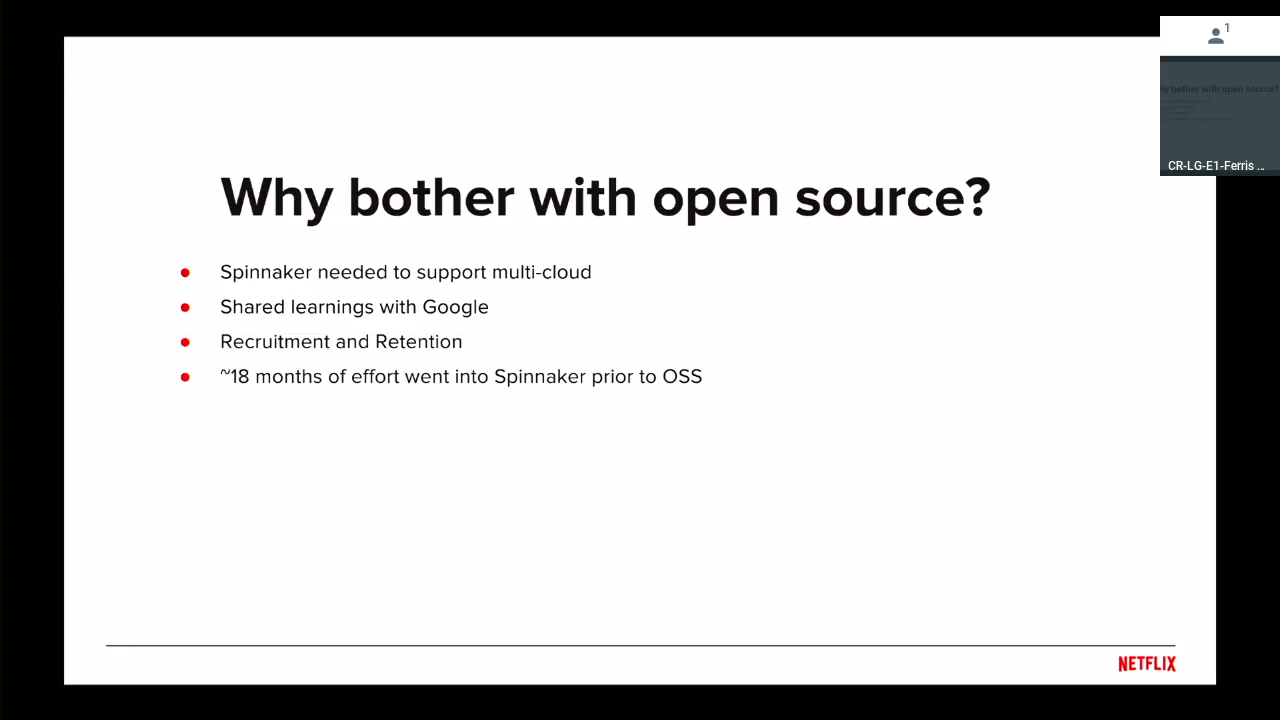 1
Why bother with open source?
Spinnaker needed to support multi-cloud
Shared learnings with Google
Recruitment and Retention
~18 months of effort went into Spinnaker prior to OSS
CR-LG-E1-Ferris ...
NETFLIX